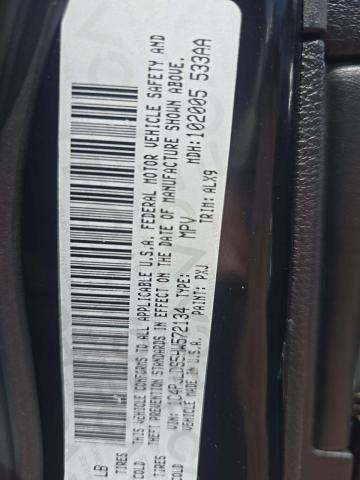 LB
TIRES
COLD
THIS VEHICLE CONFORMS TO ALL APPLICABLE U.S.A. FEDERAL MOTOR VEHICLE SAFETY AND
THEFT PREVENTION STANDARDS IN EFFECT ON THE DATE OF MANUFACTURE SHOWN ABOVE.
VIN: TYPE: MPV MDH:102005 533AA
VEHICLE MADE IN U.S.A. PAINT: PXJ TRIM: ALX9
TIRES
COLD